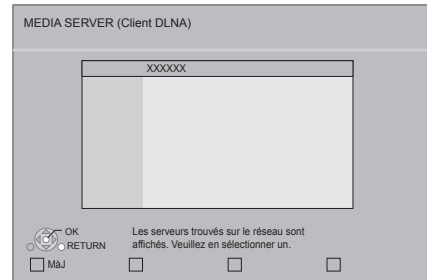 MEDIA SERVER (Client DLNA)
XXXXXX
OK
RETURN
Les serveurs trouvés sur le réseau sont
affichés. Veuillez en sélectionner un.
MàJ